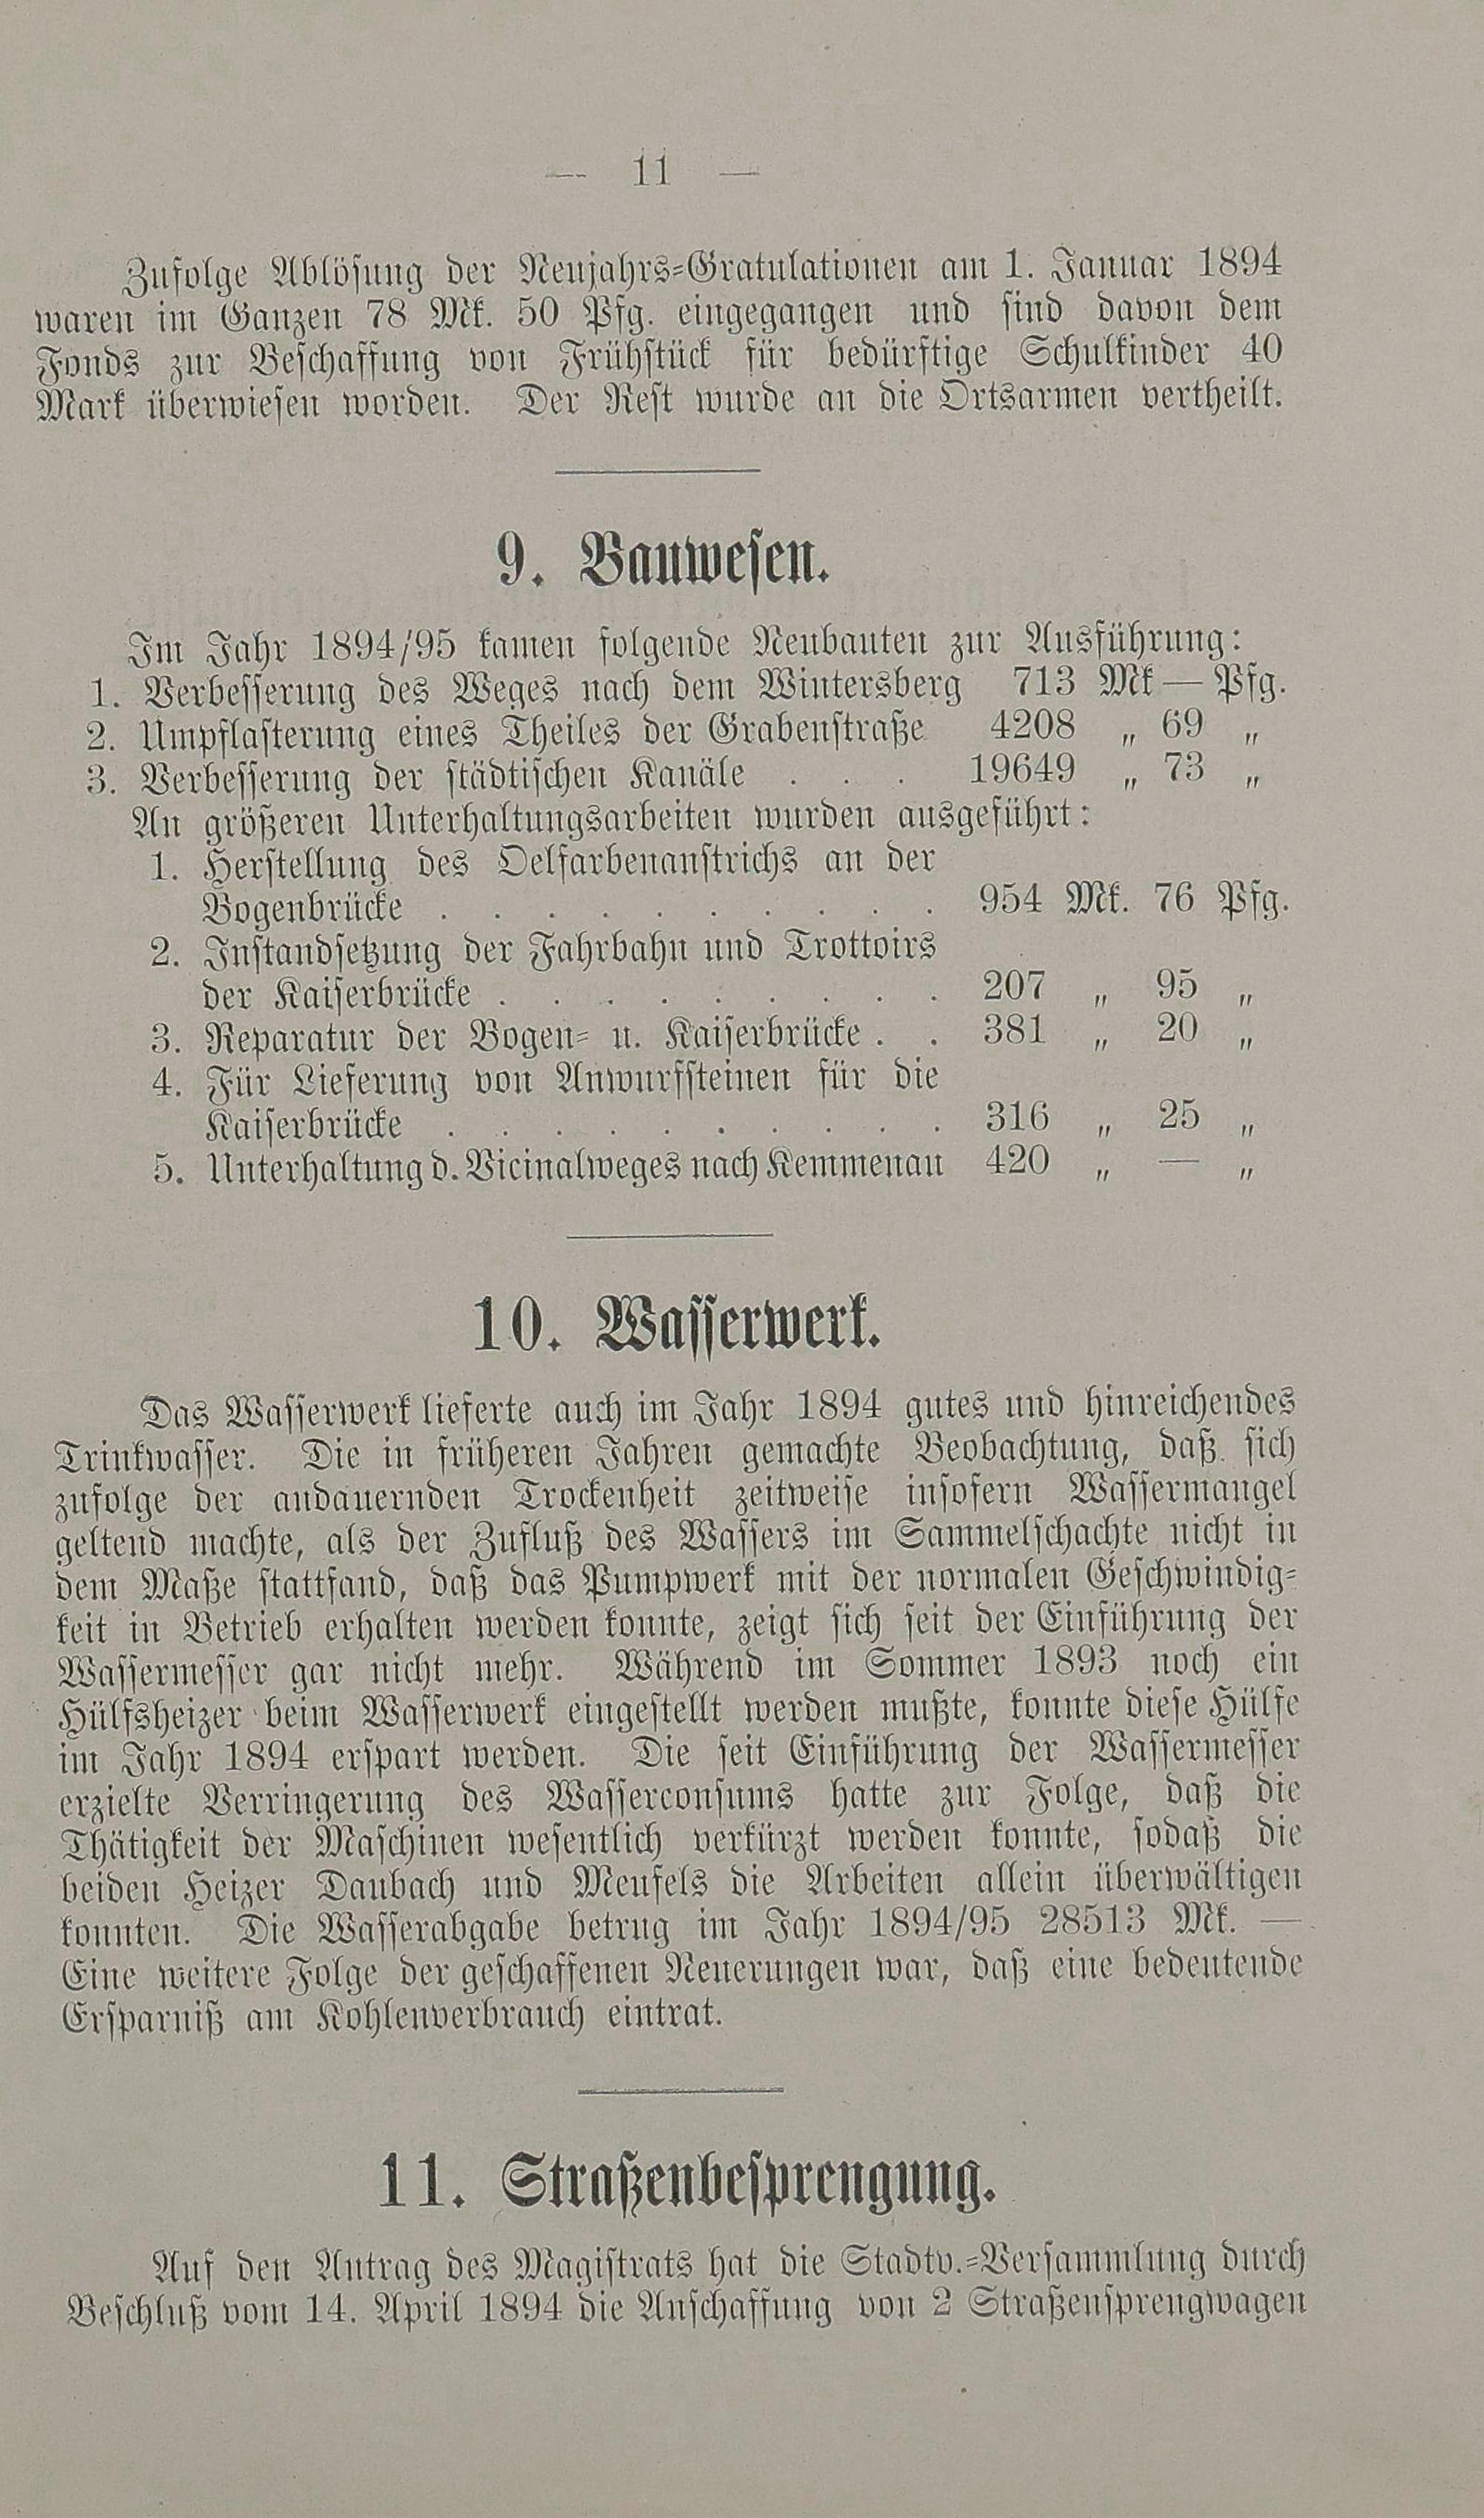 — 11 —
Zufolge Ablösung der Neujahrs-Gratulationen am 1. Januar 1894
waren im Ganzen 78 Mk. 50 Pfg. eingegangen und sind davon dem
Fonds zur Beschaffung von Frühstück für bedürftige Schulkinder 40
Mark überwiesen worden. Der Rest wurde an die Ortsarmen vertheilt.
9. Bauwesen.
Im Jahr 1894/95 kamen folgende Neubauten zur Ausführung:
1. Verbesserung des Weges nach dem Wintersberg 713 Mk — Pfg.
2. Umpflasterung eines Theiles der Grabenstraße 4208 „ 69 „
3. Verbesserung der städtischen Kanäle . . . 19649 „ 73 „
An größeren Unterhaltungsarbeiten wurden ausgeführt:
1. Herstellung des Oelfarbenanstrichs an der
Bogenbrücke . . . . . . . . . . 954 Mk. 76 Pfg.
2. Instandsetzung der Fahrbahn und Trottoirs
der Kaiserbrücke . . . . . . . . . 207 „ 95 „
3. Reparatur der Bogen- u. Kaiserbrücke . . 381 „ 20 „
4. Für Lieferung von Anwurfsteinen für die
Kaiserbrücke . . . . . . . . . . 316 „ 25 „
5. Unterhaltung d. Vicinalweges nach Kemmenau 420 „ — „
10. Wasserwerk.
Das Wasserwerk lieferte auch im Jahr 1894 gutes und hinreichendes
Trinkwasser. Die in früheren Jahren gemachte Beobachtung, daß sich
zufolge der andauernden Trockenheit zeitweise insofern Wassermangel
geltend machte, als der Zufluß des Wassers im Sammelschachte nicht in
dem Maße stattfand, daß das Pumpwerk mit der normalen Geschwindig-
keit in Betrieb erhalten werden konnte, zeigt sich seit der Einführung der
Wassermesser gar nicht mehr. Während im Sommer 1893 noch ein
Hülfsheizer beim Wasserwerk eingestellt werden mußte, konnte diese Hülfe
im Jahr 1894 erspart werden. Die seit Einführung der Wassermesser
erzielte Verringerung des Wasserconsums hatte zur Folge, daß die
Thätigkeit der Maschinen wesentlich verkürzt werden konnte, sodaß die
beiden Heizer Daubach und Meufels die Arbeiten allein überwältigen
konnten. Die Wasserabgabe betrug im Jahr 1894/95 28513 Mk. —
Eine weitere Folge der geschaffenen Neuerungen war, daß eine bedeutende
Ersparniß am Kohlenverbrauch eintrat.
11. Straßenbesprengung.
Auf den Antrag des Magistrats hat die Stadtv.-Versammlung durch
Beschluß vom 14. April 1894 die Anschaffung von 2 Straßensprengwagen